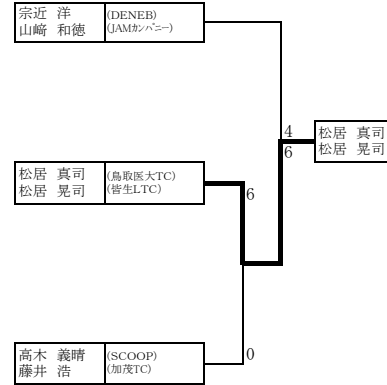 宗近 洋 (DENEB)
山﨑 和徳 (JAMｶﾝﾊﾟﾆｰ)
4
6
松居 真司
松居 晃司
松居 真司 (鳥取医大TC)
松居 晃司 (皆生LTC)
6
高木 義晴 (SCOOP)
藤井 浩 (加茂TC)
0